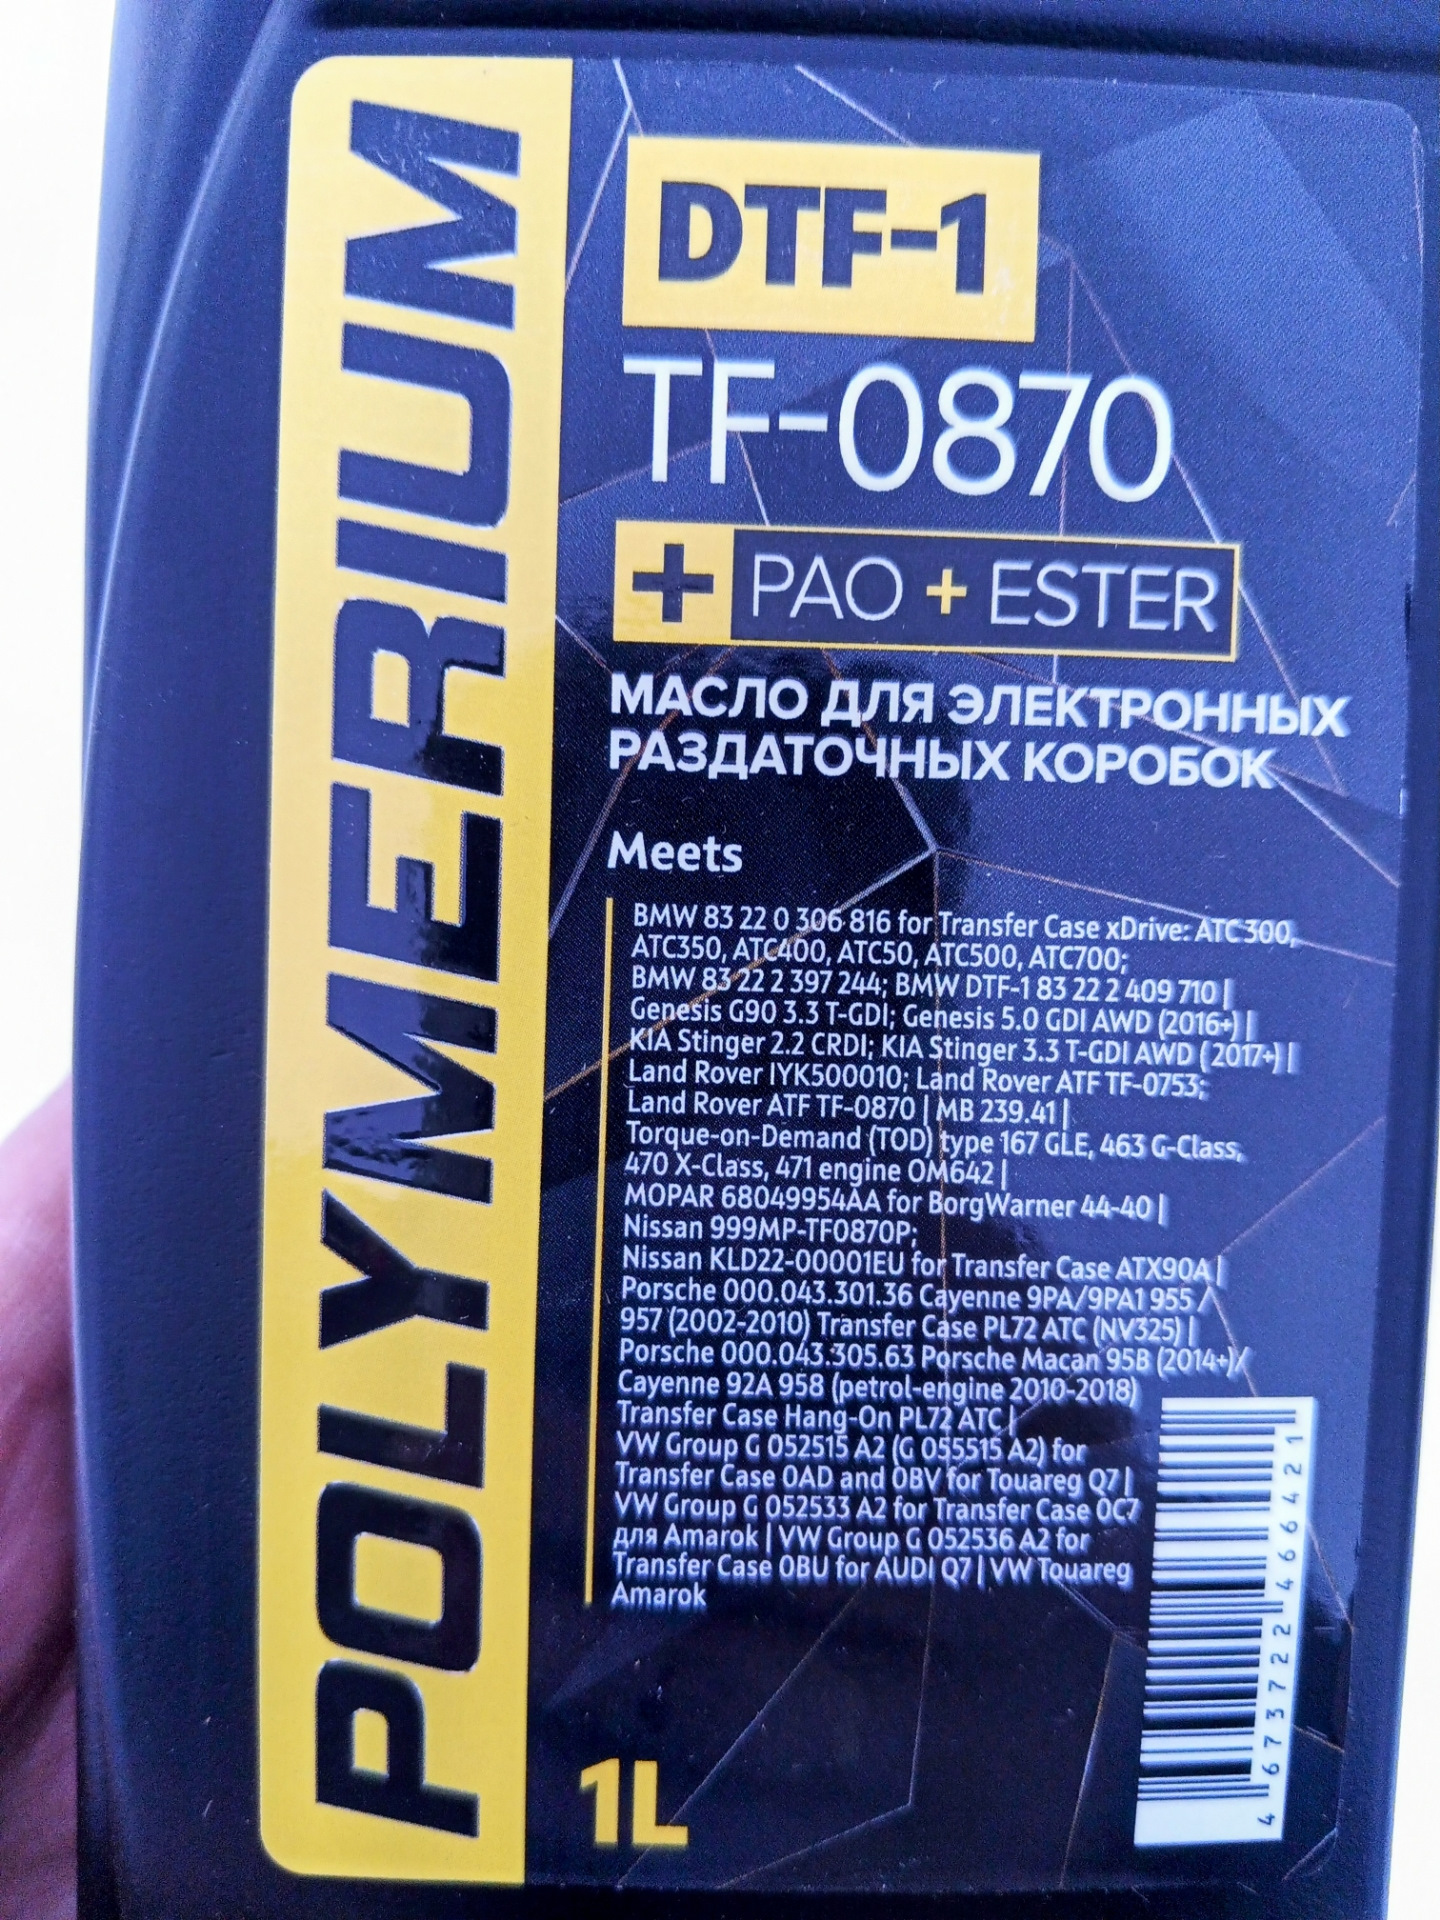 POLYMERIUM
DTF-1
TF-0870
+ PAO + ESTER
МАСЛО ДЛЯ ЭЛЕКТРОННЫХ
РАЗДАТОЧНЫХ КОРОБОК
Meets
BMW 83 22 0 306 816 for Transfer Case xDrive: ATC 300,
ATC350, ATC400, ATC50, ATC500, ATC700;
BMW 83 22 2 397 244; BMW DTF-1 83 22 2 409 710 |
Genesis G90 3.3 T-GDI; Genesis 5.0 GDI AWD (2016+) |
KIA Stinger 2.2 CRDI; KIA Stinger 3.3 T-GDI AWD (2017+) |
Land Rover IYK500010; Land Rover ATF TF-0753;
Land Rover ATF TF-0870 | MB 239.41 |
Torque-on-Demand (TOD) type 167 GLE, 463 G-Class,
470 X-Class, 471 engine OM642 |
MOPAR 68049954AA for BorgWarner 44-40 |
Nissan 999MP-TF0870P;
Nissan KLD22-00001EU for Transfer Case ATX90A |
Porsche 000.043.301.36 Cayenne 9PA/9PA1 955 /
957 (2002-2010) Transfer Case PL72 ATC (NV325) |
Porsche 000.043.305.63 Porsche Macan 95B (2014+)/
Cayenne 92A 958 (petrol-engine 2010-2018)
Transfer Case Hang-On PL72 ATC |
VW Group G 052515 A2 (G 055515 A2) for
Transfer Case 0AD and 0BV for Touareg Q7 |
VW Group G 052533 A2 for Transfer Case 0C7
для Amarok | VW Group G 052536 A2 for
Transfer Case 0BU for AUDI Q7 | VW Touareg
Amarok
1L
4 673722 466421